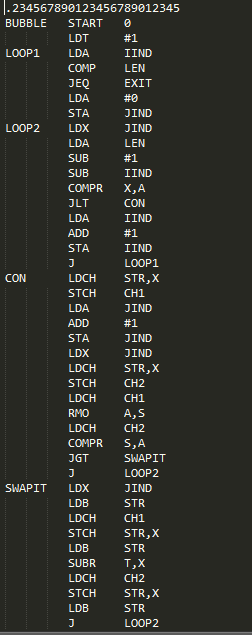 .234567890123456789012345
BUBBLE START 0
LDT #1
LOOP1 LDA IIND
COMP LEN
JEQ EXIT
LDA #0
STA JIND
LOOP2 LDX JIND
LDA LEN
SUB #1
SUB IIND
COMPR X,A
JLT CON
LDA IIND
ADD #1
STA IIND
J LOOP1
CON LDCH STR,X
STCH CH1
LDA JIND
ADD #1
STA JIND
LDX JIND
LDCH STR,X
STCH CH2
LDCH CH1
RMO A,S
LDCH CH2
COMPR S,A
JGT SWAPIT
J LOOP2
SWAPIT LDX JIND
LDB STR
LDCH CH1
STCH STR,X
LDB STR
SUBR T,X
LDCH CH2
STCH STR,X
LDB STR
J LOOP2